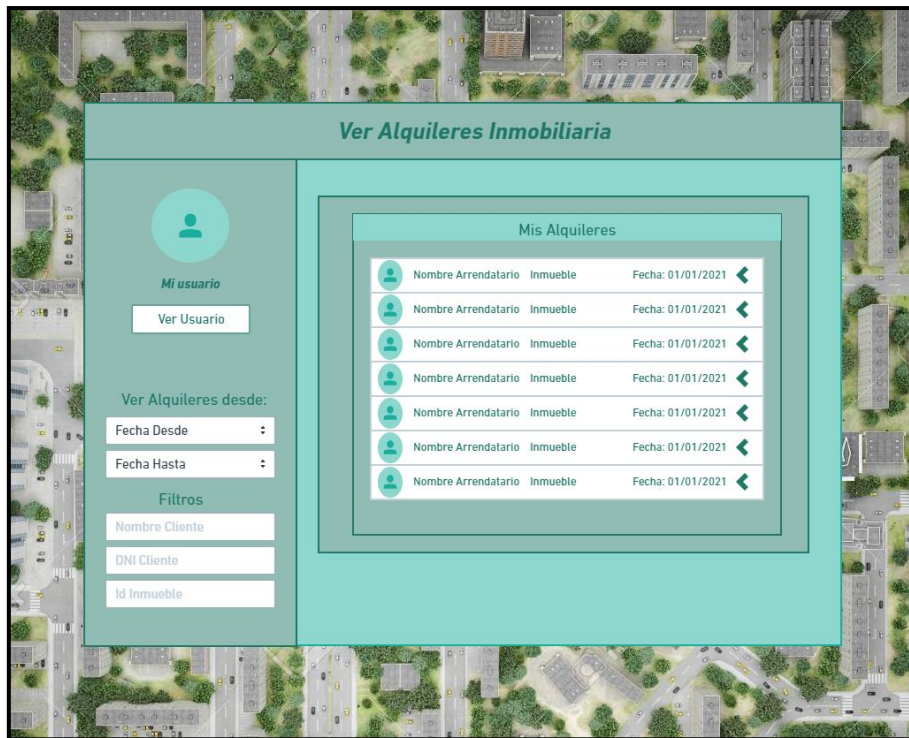 Ver Alquileres Inmobiliaria
Mi usuario
Ver Usuario
Ver Alquileres desde:
Fecha Desde
Fecha Hasta
Filtros
Nombre Cliente
DNI Cliente
Id Inmueble
Mis Alquileres
Nombre Arrendatario Inmueble Fecha: 01/01/2021
Nombre Arrendatario Inmueble Fecha: 01/01/2021
Nombre Arrendatario Inmueble Fecha: 01/01/2021
Nombre Arrendatario Inmueble Fecha: 01/01/2021
Nombre Arrendatario Inmueble Fecha: 01/01/2021
Nombre Arrendatario Inmueble Fecha: 01/01/2021
Nombre Arrendatario Inmueble Fecha: 01/01/2021